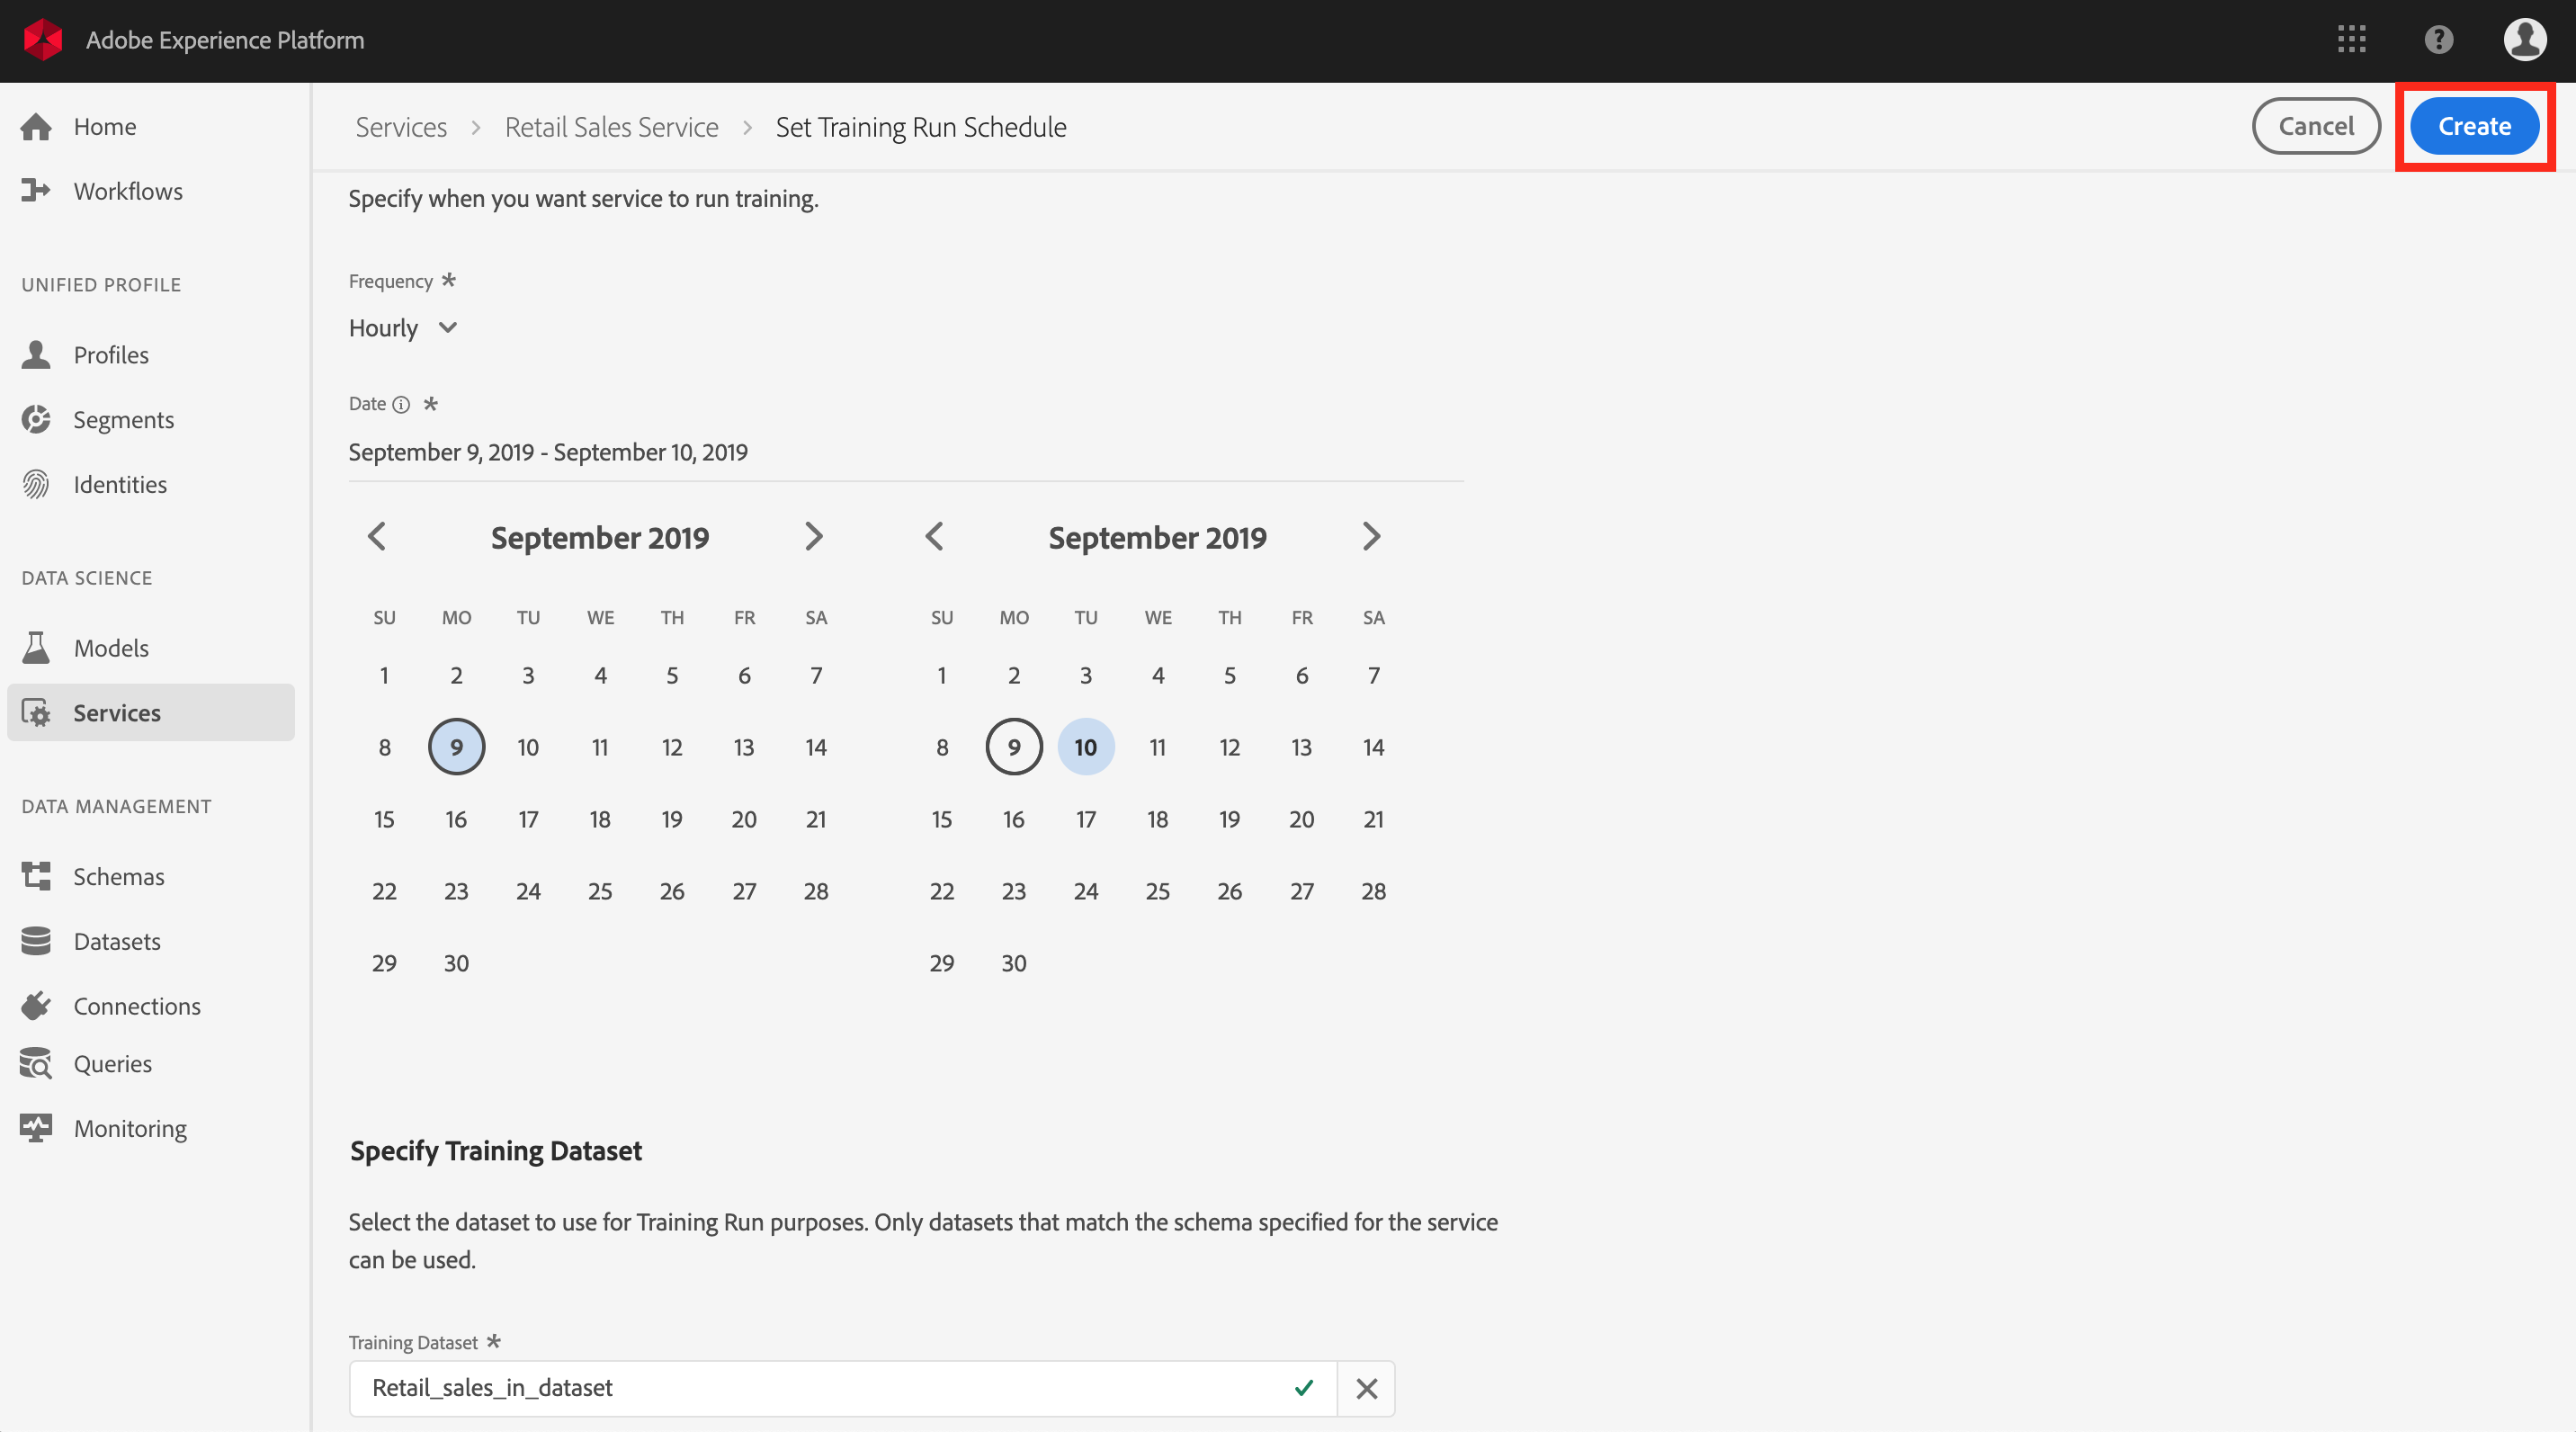 Adobe Experience Platform
?
Home
Workflows
UNIFIED PROFILE
Profiles
Segments
Identities
DATA SCIENCE
Models
Services
DATA MANAGEMENT
Schemas
Datasets
Connections
Queries
Monitoring
Services > Retail Sales Service > Set Training Run Schedule
Cancel
Create
Specify when you want service to run training.
Frequency *
Hourly
Date i *
September 9, 2019 - September 10, 2019
September 2019
SU MO TU WE TH FR SA
1 2 3 4 5 6 7
8 9 10 11 12 13 14
15 16 17 18 19 20 21
22 23 24 25 26 27 28
29 30
September 2019
SU MO TU WE TH FR SA
1 2 3 4 5 6 7
8 9 10 11 12 13 14
15 16 17 18 19 20 21
22 23 24 25 26 27 28
29 30
Specify Training Dataset
Select the dataset to use for Training Run purposes. Only datasets that match the schema specified for the service
can be used.
Training Dataset *
Retail_sales_in_dataset